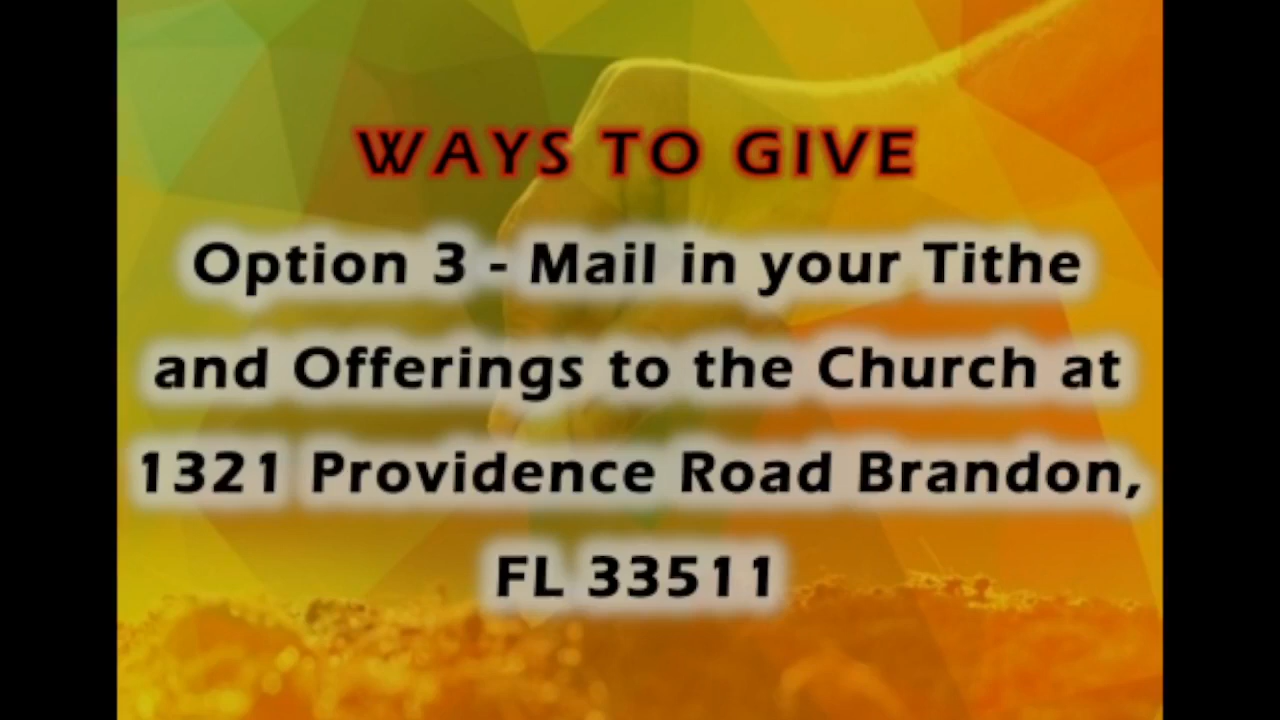 WAYS TO GIVE
Option 3 - Mail in your Tithe
and Offerings to the Church at
1321 Providence Road Brandon,
FL 33511